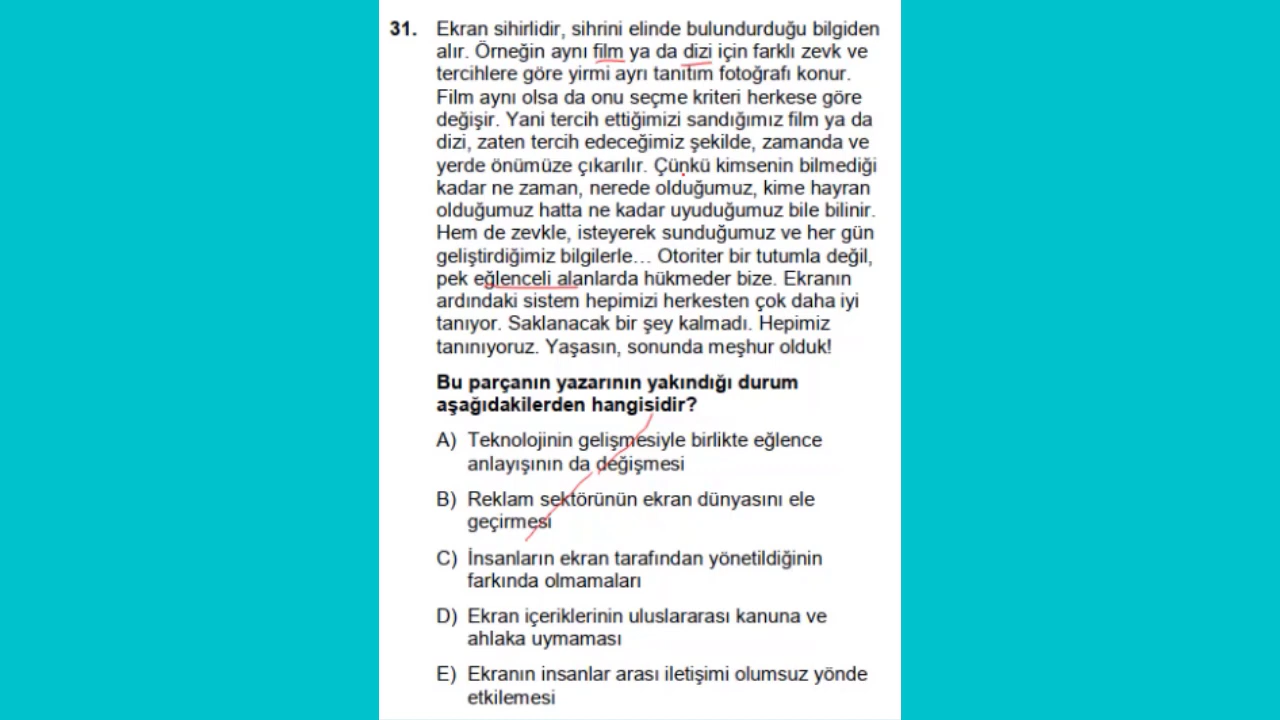 31. Ekran sihirlidir, sihrini elinde bulundurduğu bilgiden
alır. Örneğin aynı film ya da dizi için farklı zevk ve
tercihlere göre yirmi ayrı tanıtım fotoğrafı konur.
Film aynı olsa da onu seçme kriteri herkese göre
değişir. Yani tercih ettiğimizi sandığımız film ya da
dizi, zaten tercih edeceğimiz şekilde, zamanda ve
yerde önümüze çıkarılır. Çünkü kimsenin bilmediği
kadar ne zaman, nerede olduğumuz, kime hayran
olduğumuz hatta ne kadar uyuduğumuz bile bilinir.
Hem de zevkle, isteyerek sunduğumuz ve her gün
geliştirdiğimiz bilgilerle… Otoriter bir tutumla değil,
pek eğlenceli alanlarda hükmeder bize. Ekranın
ardındaki sistem hepimizi herkesten çok daha iyi
tanıyor. Saklanacak bir şey kalmadı. Hepimiz
tanınıyoruz. Yaşasın, sonunda meşhur olduk!
Bu parçanın yazarının yakındığı durum
aşağıdakilerden hangisidir?
A) Teknolojinin gelişmesiyle birlikte eğlence
anlayışının da değişmesi
B) Reklam sektörünün ekran dünyasını ele
geçirmesi
C) İnsanların ekran tarafından yönetildiğinin
farkında olmamaları
D) Ekran içeriklerinin uluslararası kanuna ve
ahlaka uymaması
E) Ekranın insanlar arası iletişimi olumsuz yönde
etkilemesi